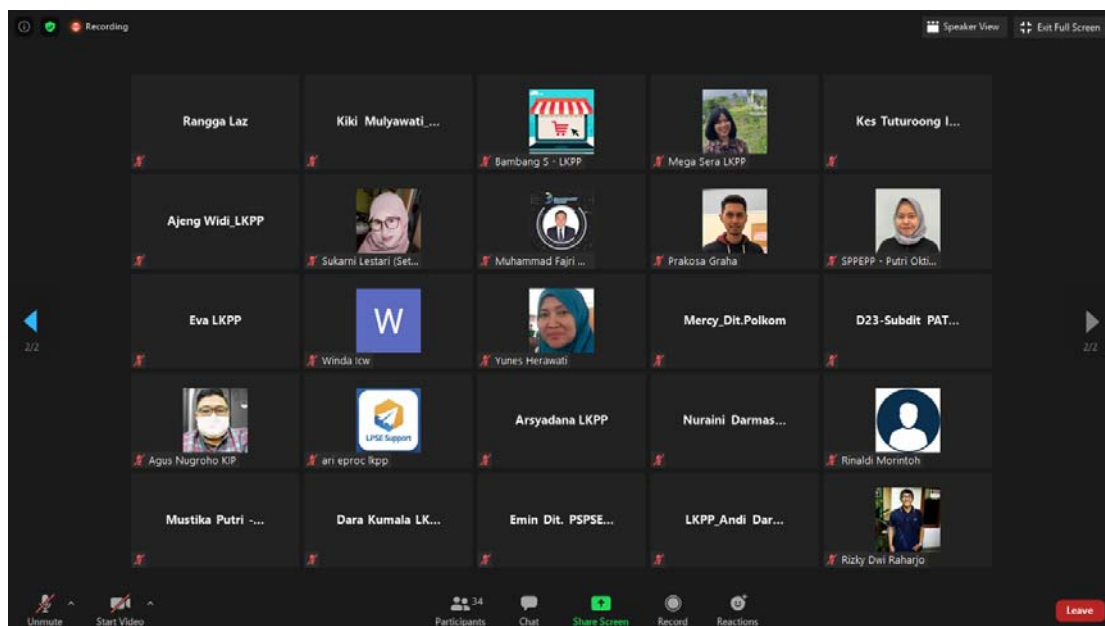 Recording
Speaker View
Exit Full Screen
Rangga Laz
Kiki Mulyawati_...
Bambang S - LKPP
Mega Sera LKPP
Kes Tuturoong I...
Ajeng Widi_LKPP
Sukarni Lestari (Set...
Muhammad Fajri ...
Prakosa Graha
SPPEPP - Putri Okti...
Eva LKPP
W
Winda Icw
Yunes Herawati
Mercy_Dit.Polkom
D23-Subdit PAT...
2/2
2/2
Agus Nugroho KIP
LPSE Support
ari eproc lkpp
Arsyadana LKPP
Nuraini Darmas...
Rinaldi Morintoh
Mustika Putri -...
Dara Kumala LK...
Emin Dit. PSPSE...
LKPP_Andi Dar...
Rizky Dwi Raharjo
Unmute
Start Video
34
Participants
Chat
Share Screen
Record
Reactions
Leave